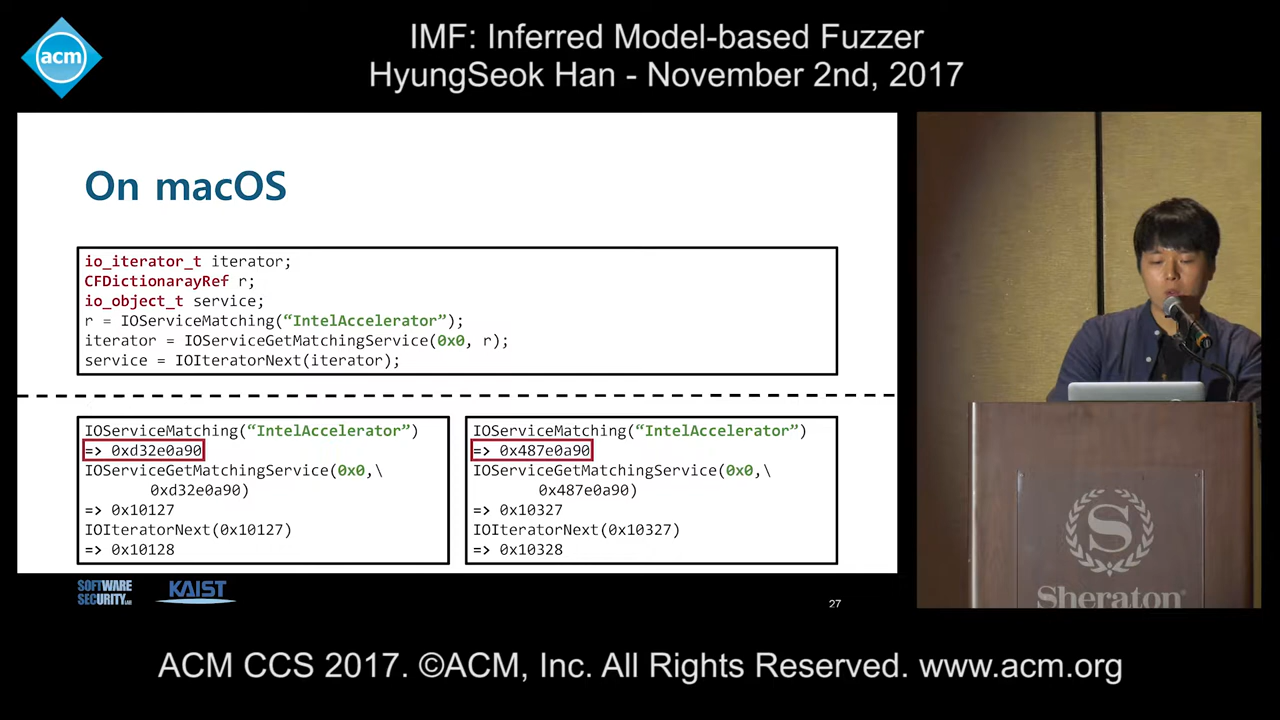 acm
IMF: Inferred Model-based Fuzzer
HyungSeok Han - November 2nd, 2017
On macOS
io_iterator_t iterator;
CFDictionarayRef r;
io_object_t service;
r = IOServiceMatching(“IntelAccelerator”);
iterator = IOServiceGetMatchingService(0x0, r);
service = IOIteratorNext(iterator);
IOServiceMatching(“IntelAccelerator”)
=> 0xd32e0a90
IOServiceGetMatchingService(0x0,\
0xd32e0a90)
=> 0x10127
IOIteratorNext(0x10127)
=> 0x10128
IOServiceMatching(“IntelAccelerator”)
=> 0x487e0a90
IOServiceGetMatchingService(0x0,\
0x487e0a90)
=> 0x10327
IOIteratorNext(0x10327)
=> 0x10328
SOFTWARE
SECURITY.LAB
KAIST
27
S
Sheraton
ACM CCS 2017. ©ACM, Inc. All Rights Reserved. www.acm.org